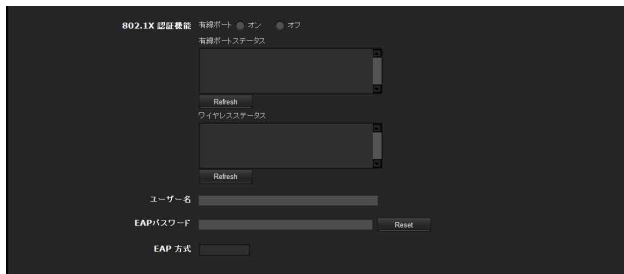 802.1X 認証機能 有線ポート オン オフ
有線ポートステータス
Refresh
ワイヤレスステータス
Refresh
ユーザー名
EAPパスワード Reset
EAP 方式